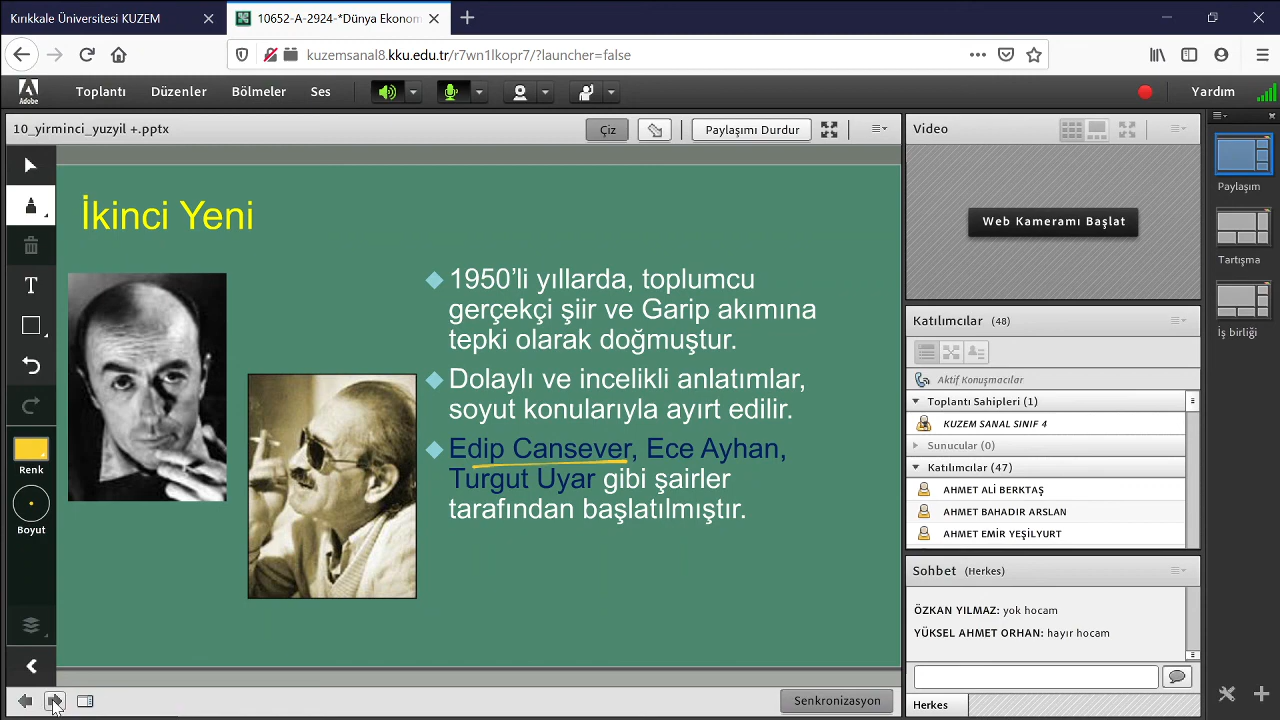 Kırıkkale Üniversitesi KUZEM
10652-A-2924-*Dünya Ekonom
kuzemsanal8.kku.edu.tr/r7wn1lkopr7/?launcher=false
Adobe
Toplantı Düzenler Bölmeler Ses
Yardım
10_yirminci_yuzyil +.pptx
Çiz
Paylaşımı Durdur
Renk
Boyut
İkinci Yeni
1950’li yıllarda, toplumcu
gerçekçi şiir ve Garip akımına
tepki olarak doğmuştur.
Dolaylı ve incelikli anlatımlar,
soyut konularıyla ayırt edilir.
Edip Cansever, Ece Ayhan,
Turgut Uyar gibi şairler
tarafından başlatılmıştır.
Senkronizasyon
Video
Web Kameramı Başlat
Katılımcılar (48)
Aktif Konuşmacılar
Toplantı Sahipleri (1)
KUZEM SANAL SINIF 4
Sunucular (0)
Katılımcılar (47)
AHMET ALİ BERKTAŞ
AHMET BAHADIR ARSLAN
AHMET EMİR YEŞİLYURT
Sohbet (Herkes)
ÖZKAN YILMAZ: yok hocam
YÜKSEL AHMET ORHAN: hayır hocam
Herkes
Paylaşım
Tartışma
İş birliği